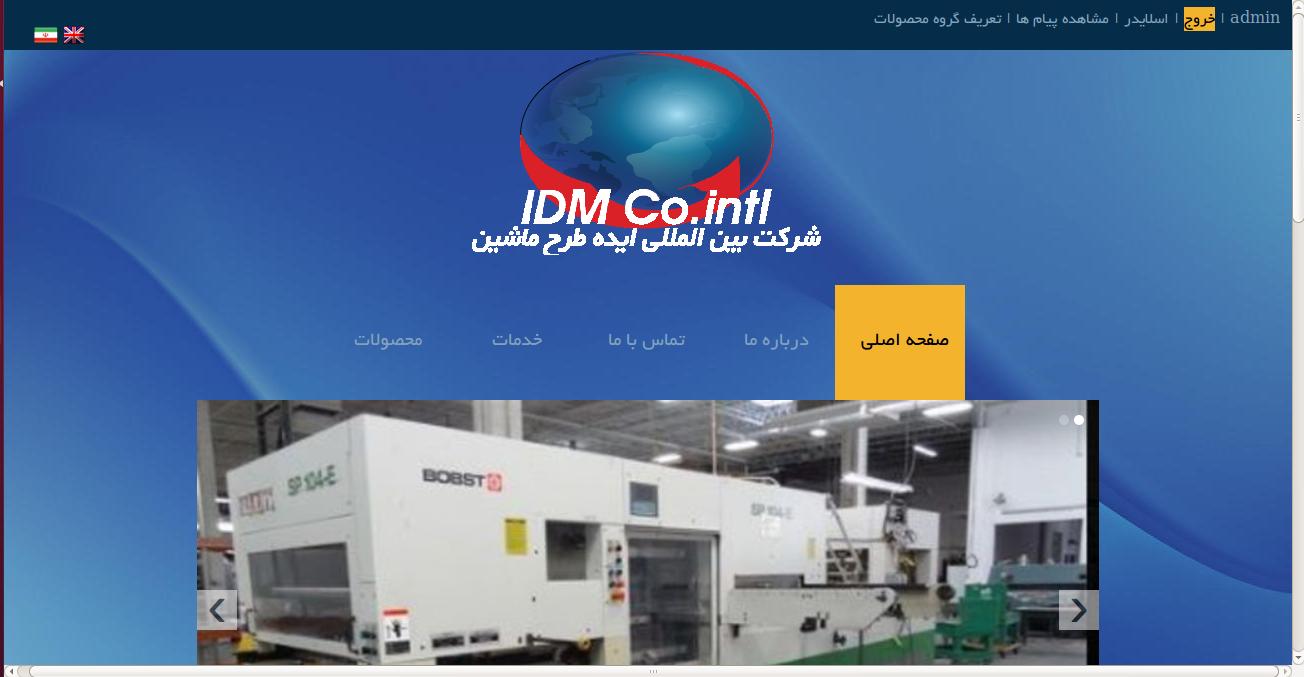 admin | خروج | اسلایدر | مشاهده پیام ها | تعریف گروه محصولات
IDM Co.intl
شرکت بین المللی ایده طرح ماشین
صفحه اصلی
درباره ما
تماس با ما
خدمات
محصولات
SP 104-E
BOBST
SP 104-E